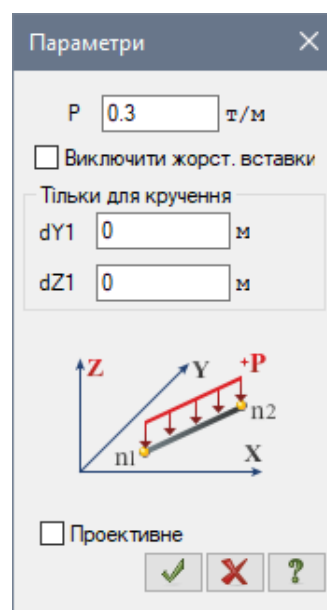 Параметри
P 0.3 т/м
Виключити жорст. вставки
Тільки для кручення
dY1 0 м
dZ1 0 м
Z Y +P
n1 n2
X
Проективне
?